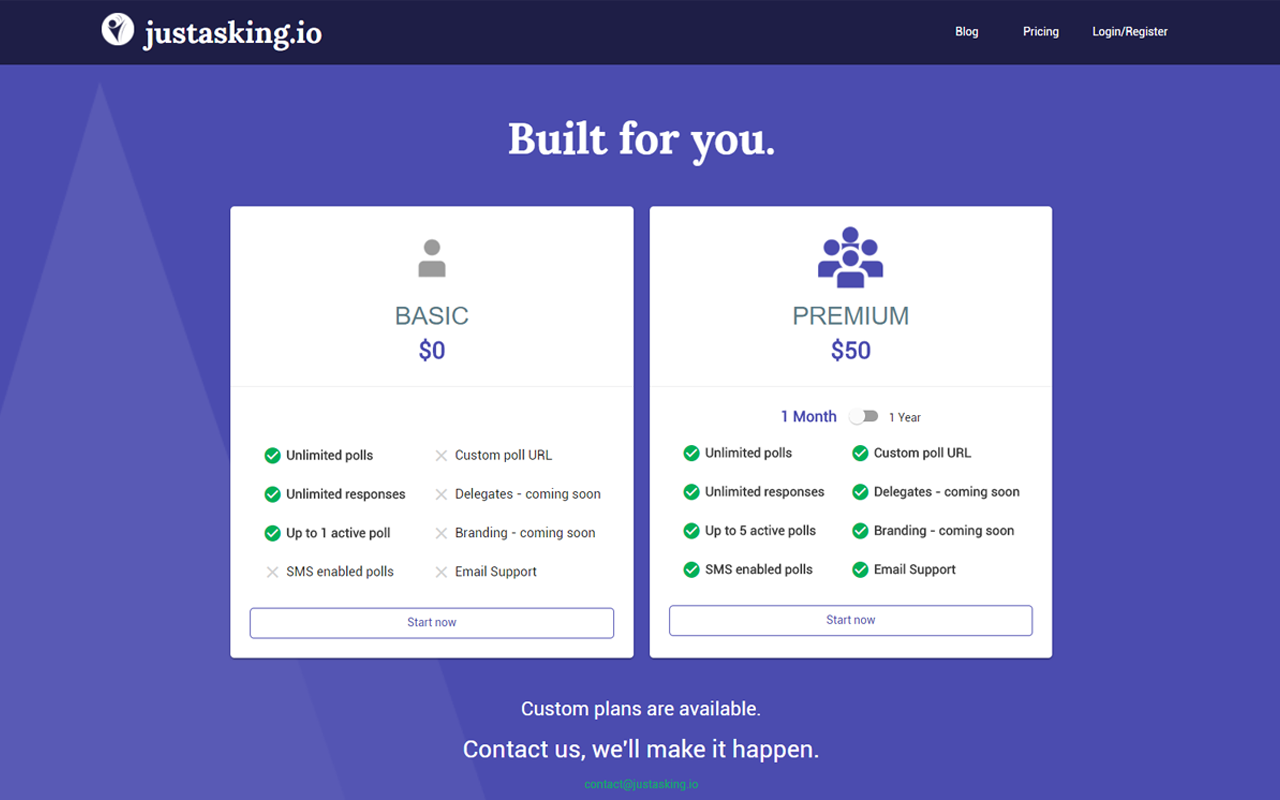 justasking.io
Blog
Pricing
Login/Register
Built for you.
BASIC
$0
Unlimited polls
Custom poll URL
Unlimited responses
Delegates - coming soon
Up to 1 active poll
Branding - coming soon
SMS enabled polls
Email Support
Start now
PREMIUM
$50
1 Month
1 Year
Unlimited polls
Custom poll URL
Unlimited responses
Delegates - coming soon
Up to 5 active polls
Branding - coming soon
SMS enabled polls
Email Support
Start now
Custom plans are available.
Contact us, we'll make it happen.
contact@justasking.io